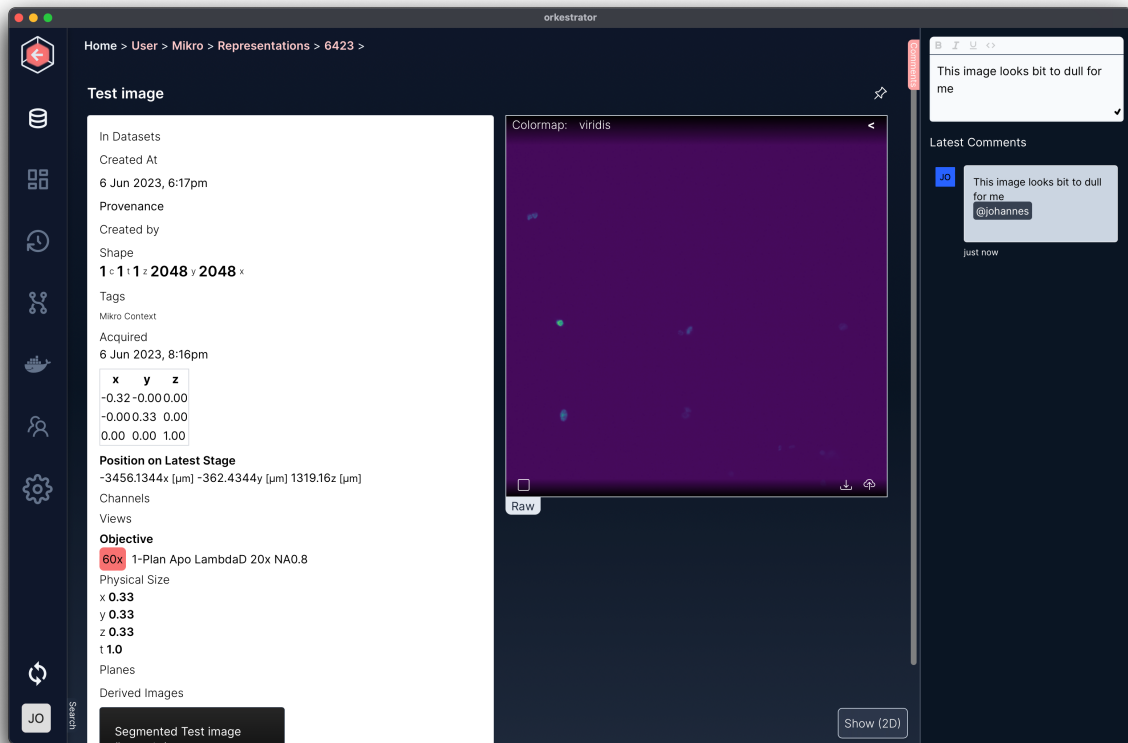 orkestrator
Home > User > Mikro > Representations > 6423 >
Test image
In Datasets
Created At
6 Jun 2023, 6:17pm
Provenance
Created by
Shape
1 c 1 t 1 z 2048 y 2048 x
Tags
Mikro Context
Acquired
6 Jun 2023, 8:16pm
x y z
-0.32 -0.00 0.00
-0.00 0.33 0.00
0.00 0.00 1.00
Position on Latest Stage
-3456.1344x [µm] -362.4344y [µm] 1319.16z [µm]
Channels
Views
Objective
60x 1-Plan Apo LambdaD 20x NA0.8
Physical Size
x 0.33
y 0.33
z 0.33
t 1.0
Planes
Derived Images
Segmented Test image
Colormap: viridis
<
Raw
Show (2D)
Comments
B I U <>
This image looks bit to dull for
me
Latest Comments
JO
This image looks bit to dull
for me
@johannes
just now
JO
Search